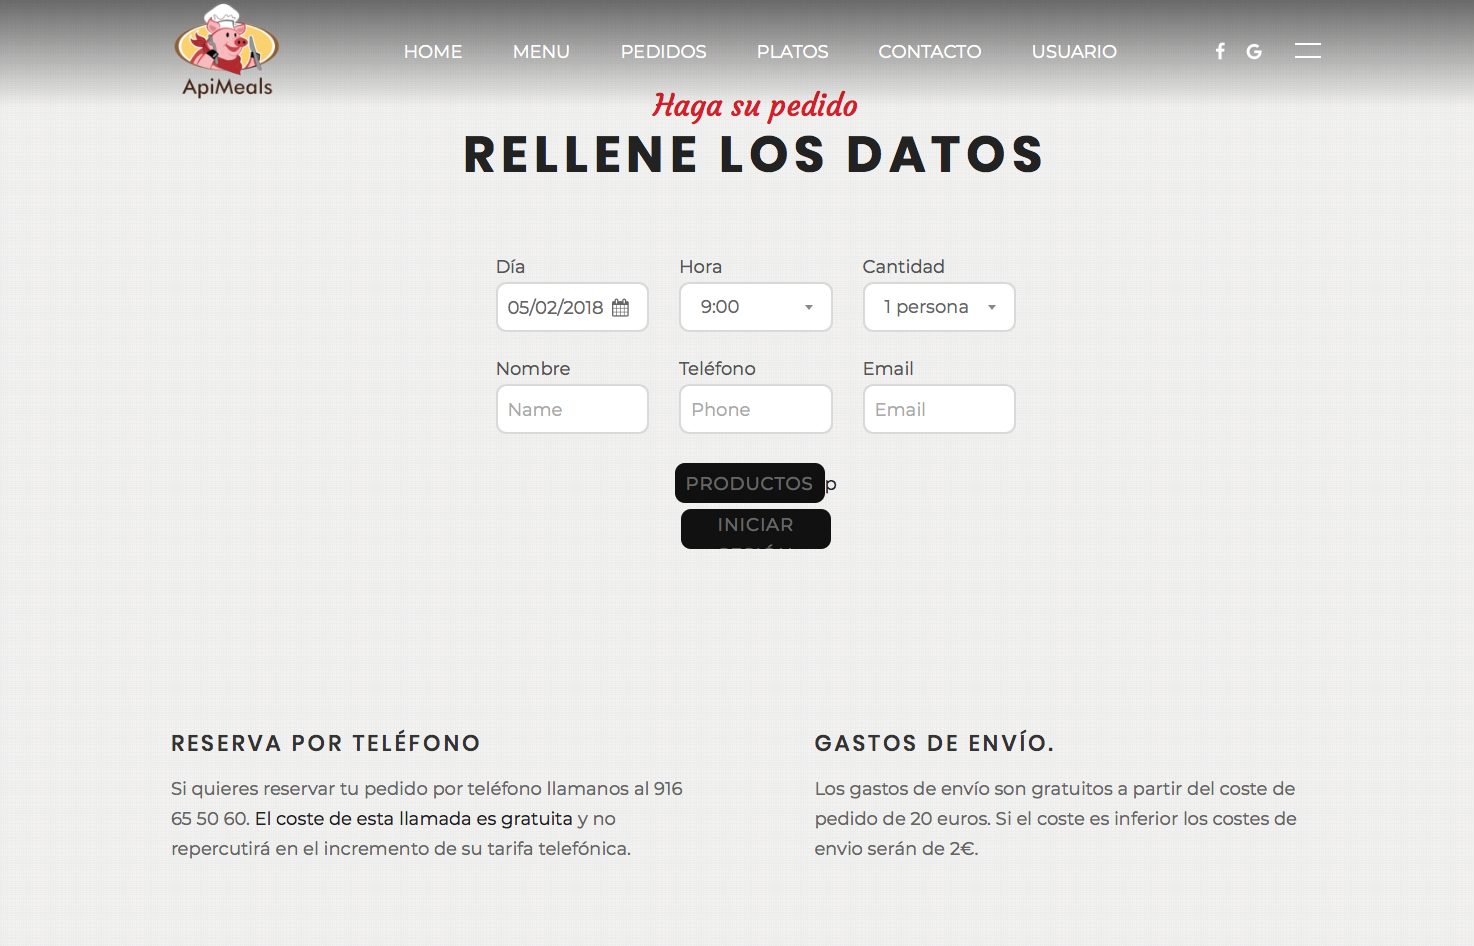 ApiMeals
HOME MENU PEDIDOS PLATOS CONTACTO USUARIO
Haga su pedido
RELLENE LOS DATOS
Día Hora Cantidad
05/02/2018 9:00 1 persona
Nombre Teléfono Email
Name Phone Email
PRODUCTOS p
INICIAR
RESERVA POR TELÉFONO
Si quieres reservar tu pedido por teléfono llamanos al 916
65 50 60. El coste de esta llamada es gratuita y no
repercutirá en el incremento de su tarifa telefónica.
GASTOS DE ENVÍO.
Los gastos de envío son gratuitos a partir del coste de
pedido de 20 euros. Si el coste es inferior los costes de
envio serán de 2€.